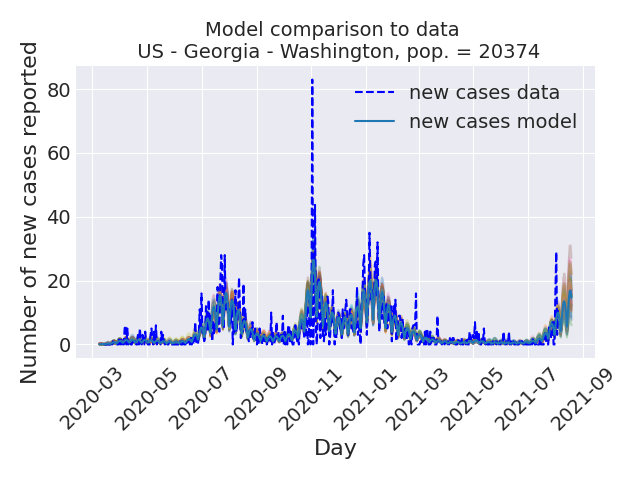 Model comparison to data
US - Georgia - Washington, pop. = 20374
Number of new cases reported
80
60
40
20
0
new cases data
new cases model
2020-03
2020-05
2020-07
2020-09
2020-11
2021-01
2021-03
2021-05
2021-07
2021-09
Day